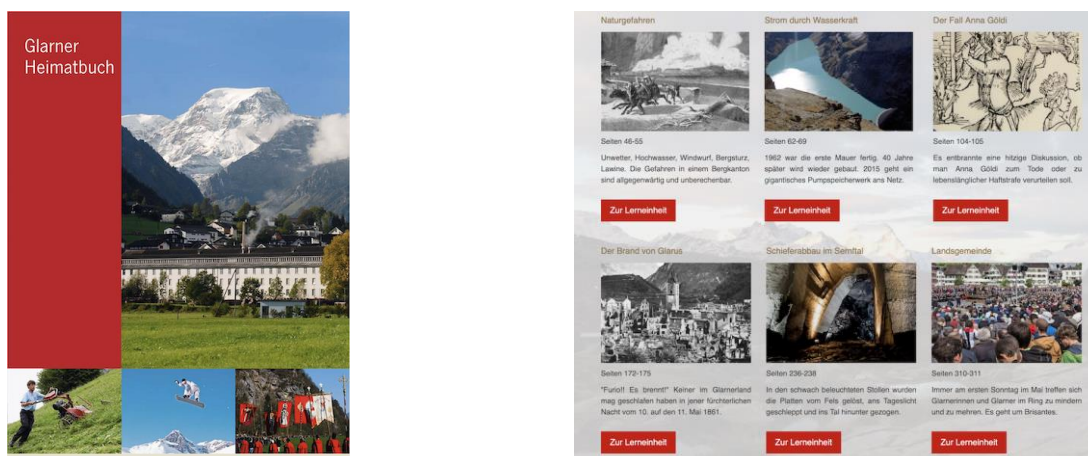 Glarner
Heimatbuch
Naturgefahren
Strom durch Wasserkraft
Der Fall Anna Göldi
Seiten 46-55
Seiten 62-69
Seiten 104-105
Unwetter, Hochwasser, Windwurf, Bergsturz,
Lawine. Die Gefahren in einem Bergkanton
sind allgegenwärtig und unberechenbar.
1962 war die erste Mauer fertig. 40 Jahre
später wird wieder gebaut. 2015 geht ein
gigantisches Pumpspeicherwerk ans Netz.
Es entbrannte eine hitzige Diskussion, ob
man Anna Göldi zum Tode oder zu
lebenslänglicher Haftstrafe verurteilen soll.
Zur Lerneinheit
Zur Lerneinheit
Zur Lerneinheit
Der Brand von Glarus
Schieferabbau im Sernftal
Landsgemeinde
Seiten 172-175
Seiten 236-238
Seiten 310-311
"Furio!! Es brennt!" Keiner im Glarnerland
mag geschlafen haben in jener fürchterlichen
Nacht vom 10. auf den 11. Mai 1861.
In den schwach beleuchteten Stollen wurden
die Platten vom Fels gelöst, ans Tageslicht
geschleppt und ins Tal hinunter gezogen.
Immer am ersten Sonntag im Mai treffen sich
Glarnerinnen und Glarner im Ring zu mindern
und zu mehren. Es geht um Brisantes.
Zur Lerneinheit
Zur Lerneinheit
Zur Lerneinheit